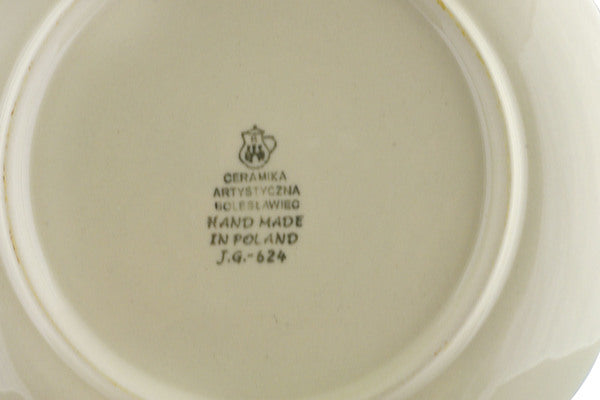 CERAMIKA
ARTYSTYCZNA
BOLESŁAWIEC
HAND MADE
IN POLAND
J.G.-624